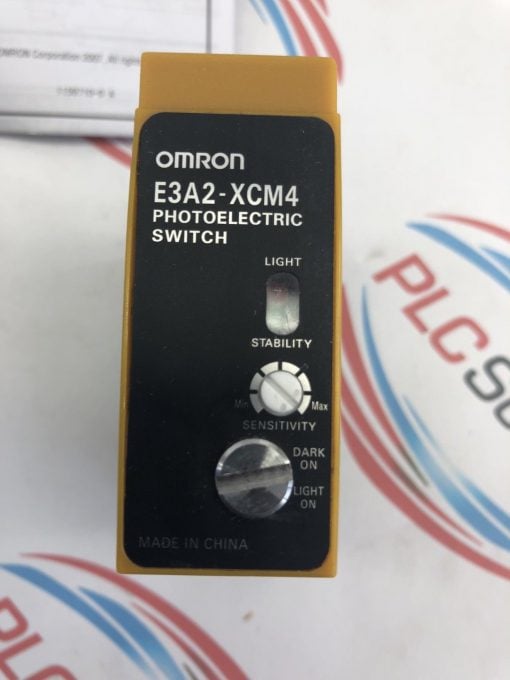 OMRON Corporation 2007, All rights
OMRON
E3A2-XCM4
PHOTOELECTRIC
SWITCH
LIGHT
STABILITY
Min
Max
SENSITIVITY
DARK
ON
LIGHT
ON
MADE IN CHINA
PLC